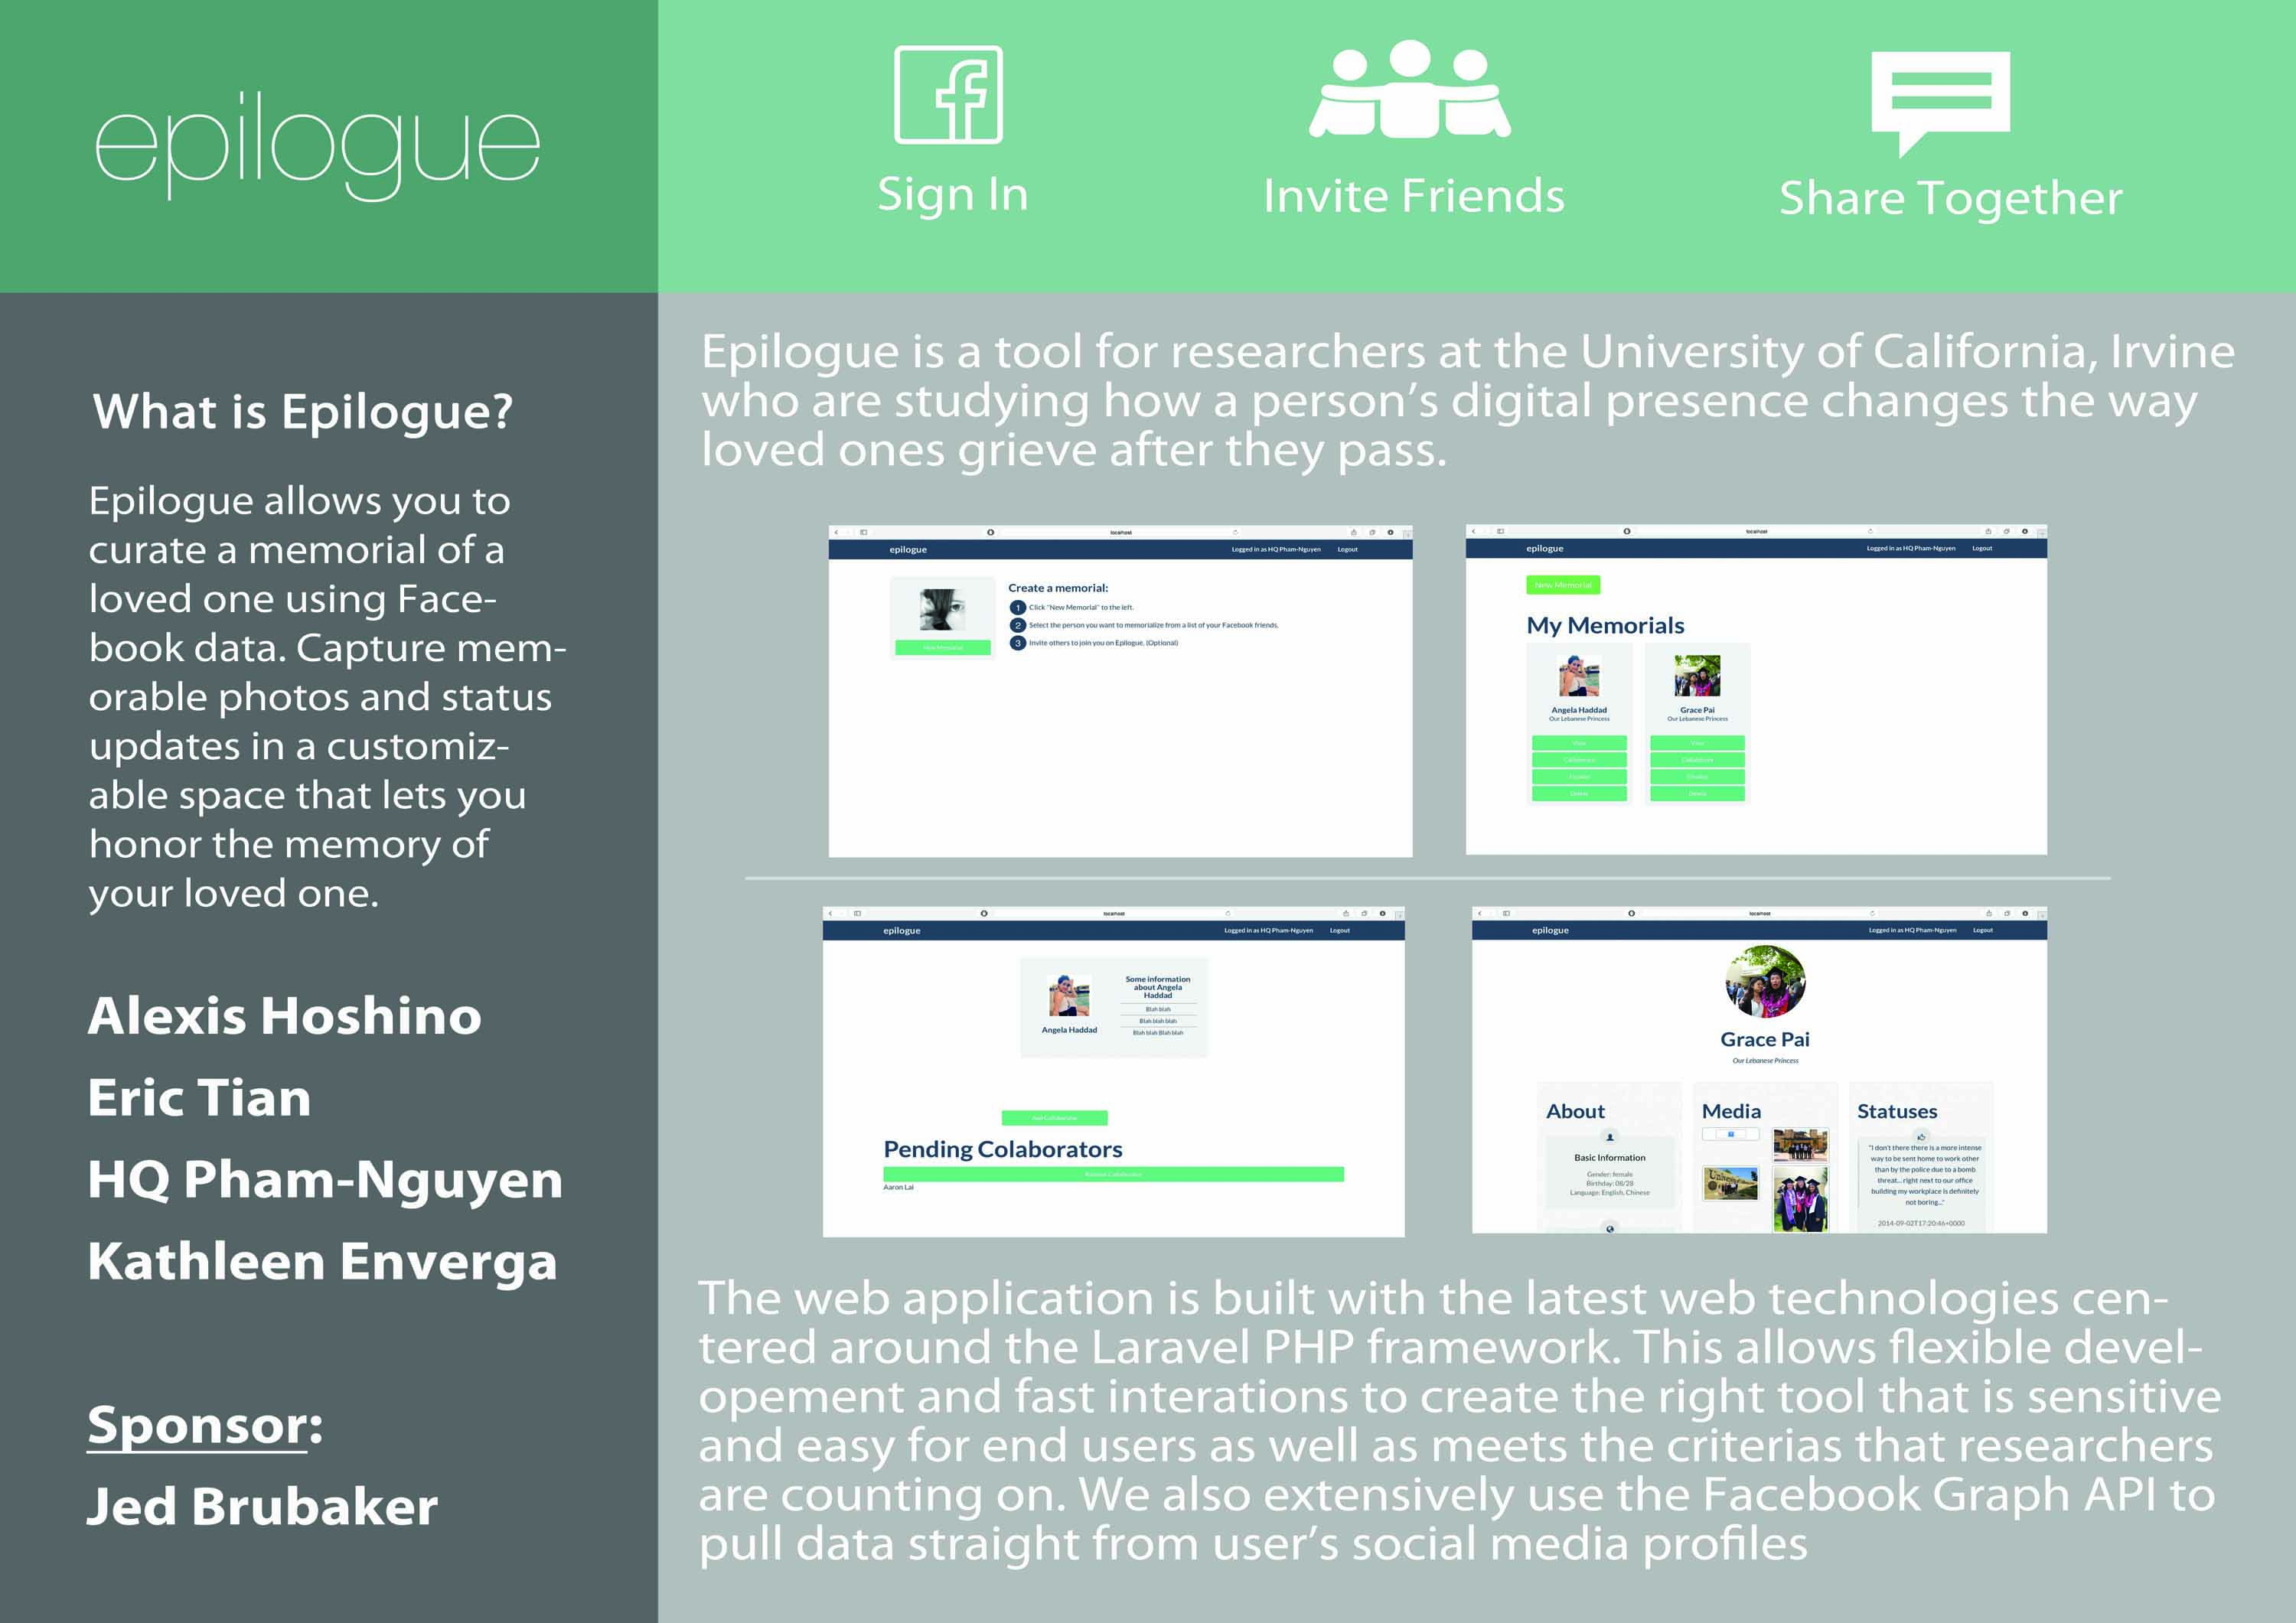 epilogue
Sign In
Invite Friends
Share Together
What is Epilogue?
Epilogue allows you to
curate a memorial of a
loved one using Face-
book data. Capture mem-
orable photos and status
updates in a customiz-
able space that lets you
honor the memory of
your loved one.
Alexis Hoshino
Eric Tian
HQ Pham-Nguyen
Kathleen Enverga
Sponsor:
Jed Brubaker
Epilogue is a tool for researchers at the University of California, Irvine
who are studying how a person's digital presence changes the way
loved ones grieve after they pass.
localhost
epilogue
Logged in as HQ Pham-Nguyen Logout
New Memorial
Create a memorial:
1 Click "New Memorial" to the left.
2 Select the person you want to memorialize from a list of your Facebook friends.
3 Invite others to join you on Epilogue. (Optional)
localhost
epilogue
Logged in as HQ Pham-Nguyen Logout
New Memorial
My Memorials
Angela Haddad
Our Lebanese Princess
View
Collaborate
Delete
Grace Pai
Our Lebanese Princess
View
Collaborate
Delete
localhost
epilogue
Logged in as HQ Pham-Nguyen Logout
Angela Haddad
Some information
about Angela
Haddad
Blah blah
Blah blah blah
Blah blah Blah blah
Pending Colaborators
Aaron Lai
localhost
epilogue
Logged in as HQ Pham-Nguyen Logout
Grace Pai
Our Lebanese Princess
About
Basic Information
Gender: female
Birthday: 08/28
Language: English, Chinese
Media
Statuses
"I don't there there is a more intense
way to be sent home to work other
than by the police due to a bomb
threat... right next to our office
building my workplace is definitely
not boring..."
2014-09-02T17:20:46+0000
The web application is built with the latest web technologies cen-
tered around the Laravel PHP framework. This allows flexible devel-
opement and fast interations to create the right tool that is sensitive
and easy for end users as well as meets the criterias that researchers
are counting on. We also extensively use the Facebook Graph API to
pull data straight from user's social media profiles